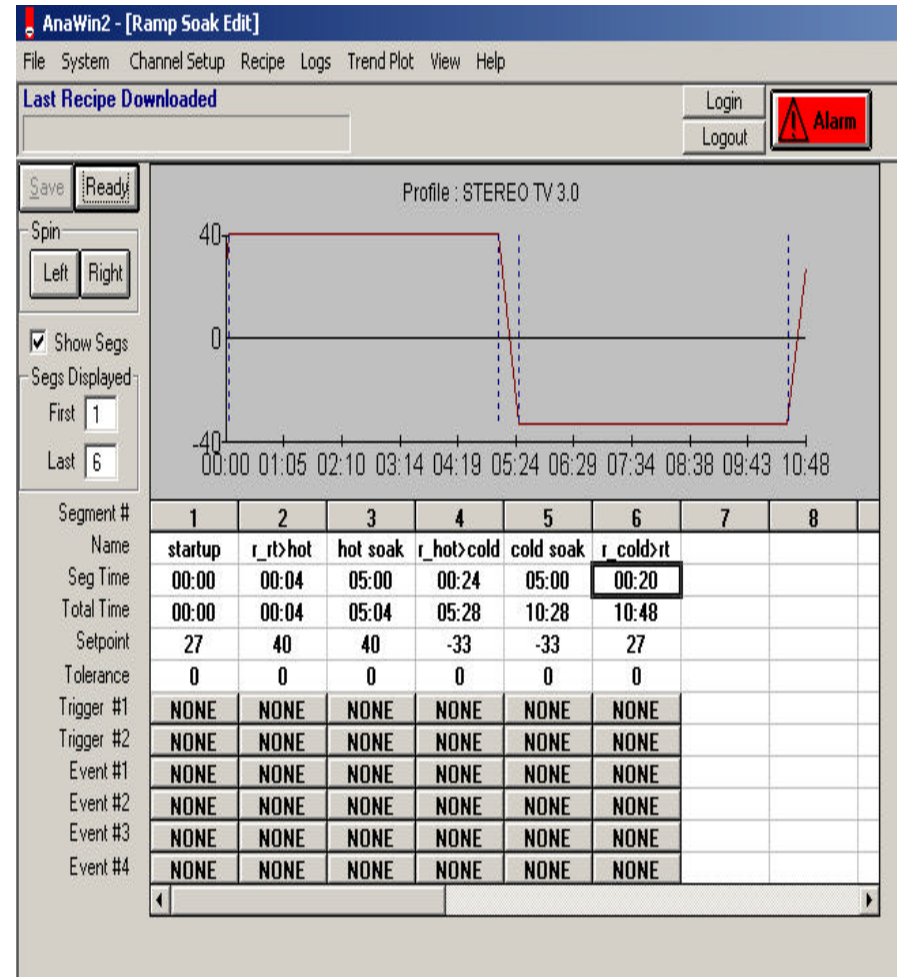 AnaWin2 - [Ramp Soak Edit]
File System Channel Setup Recipe Logs Trend Plot View Help
Last Recipe Downloaded
Login
Logout
Alarm
Save Ready
Spin
Left Right
Show Segs
Segs Displayed
First 1
Last 6
Profile : STEREO TV 3.0
40
0
-40
00:00 01:05 02:10 03:14 04:19 05:24 06:29 07:34 08:38 09:43 10:48
Segment # 1 2 3 4 5 6 7 8
Name startup r_rt>hot hot soak r_hot>cold cold soak r_cold>rt
Seg Time 00:00 00:04 05:00 00:24 05:00 00:20
Total Time 00:00 00:04 05:04 05:28 10:28 10:48
Setpoint 27 40 40 -33 -33 27
Tolerance 0 0 0 0 0 0
Trigger #1 NONE NONE NONE NONE NONE NONE
Trigger #2 NONE NONE NONE NONE NONE NONE
Event #1 NONE NONE NONE NONE NONE NONE
Event #2 NONE NONE NONE NONE NONE NONE
Event #3 NONE NONE NONE NONE NONE NONE
Event #4 NONE NONE NONE NONE NONE NONE